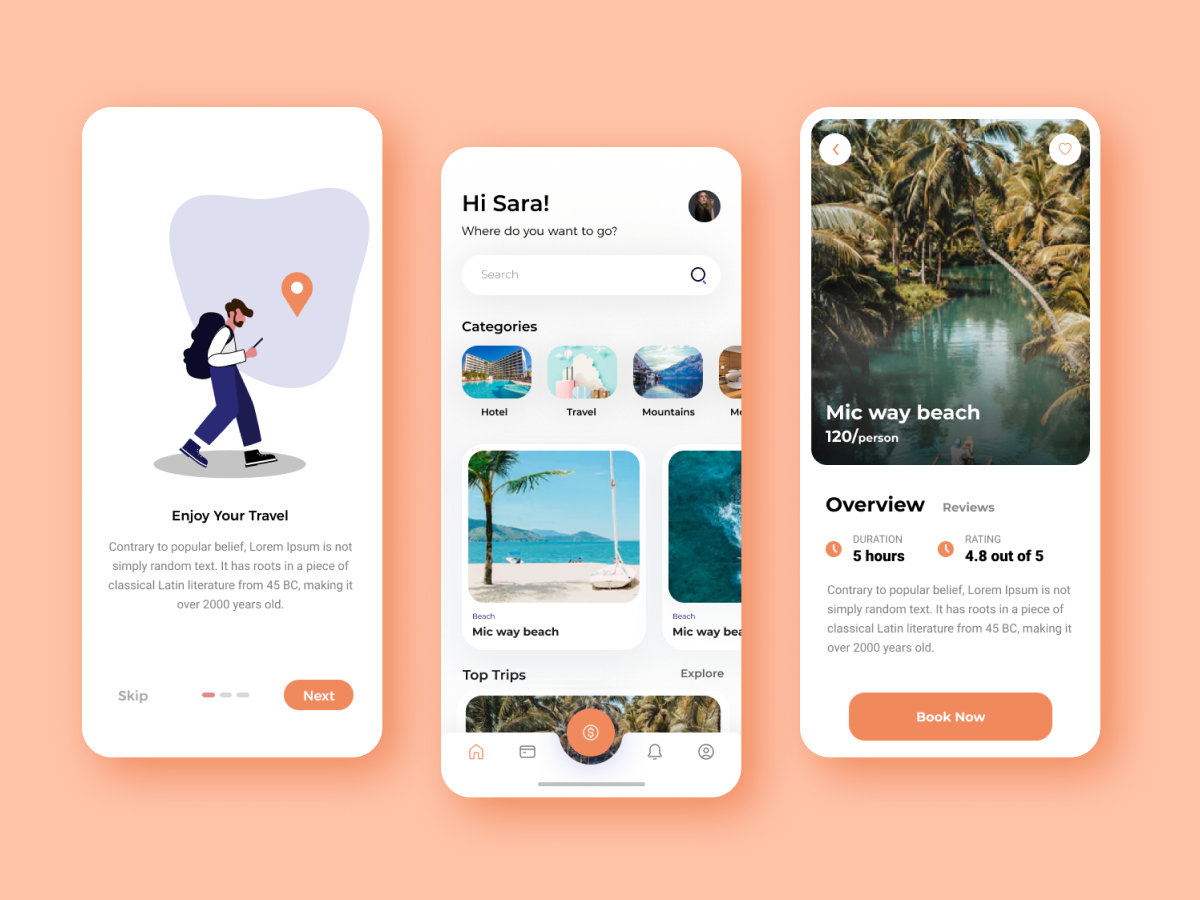 Enjoy Your Travel
Contrary to popular belief, Lorem Ipsum is not
simply random text. It has roots in a piece of
classical Latin literature from 45 BC, making it
over 2000 years old.
Skip
Next
Hi Sara!
Where do you want to go?
Search
Categories
Hotel
Travel
Mountains
Beach
Mic way beach
Beach
Mic way bea
Top Trips
Explore
Mic way beach
120/person
Overview
Reviews
DURATION
5 hours
RATING
4.8 out of 5
Contrary to popular belief, Lorem Ipsum is not
simply random text. It has roots in a piece of
classical Latin literature from 45 BC, making it
over 2000 years old.
Book Now